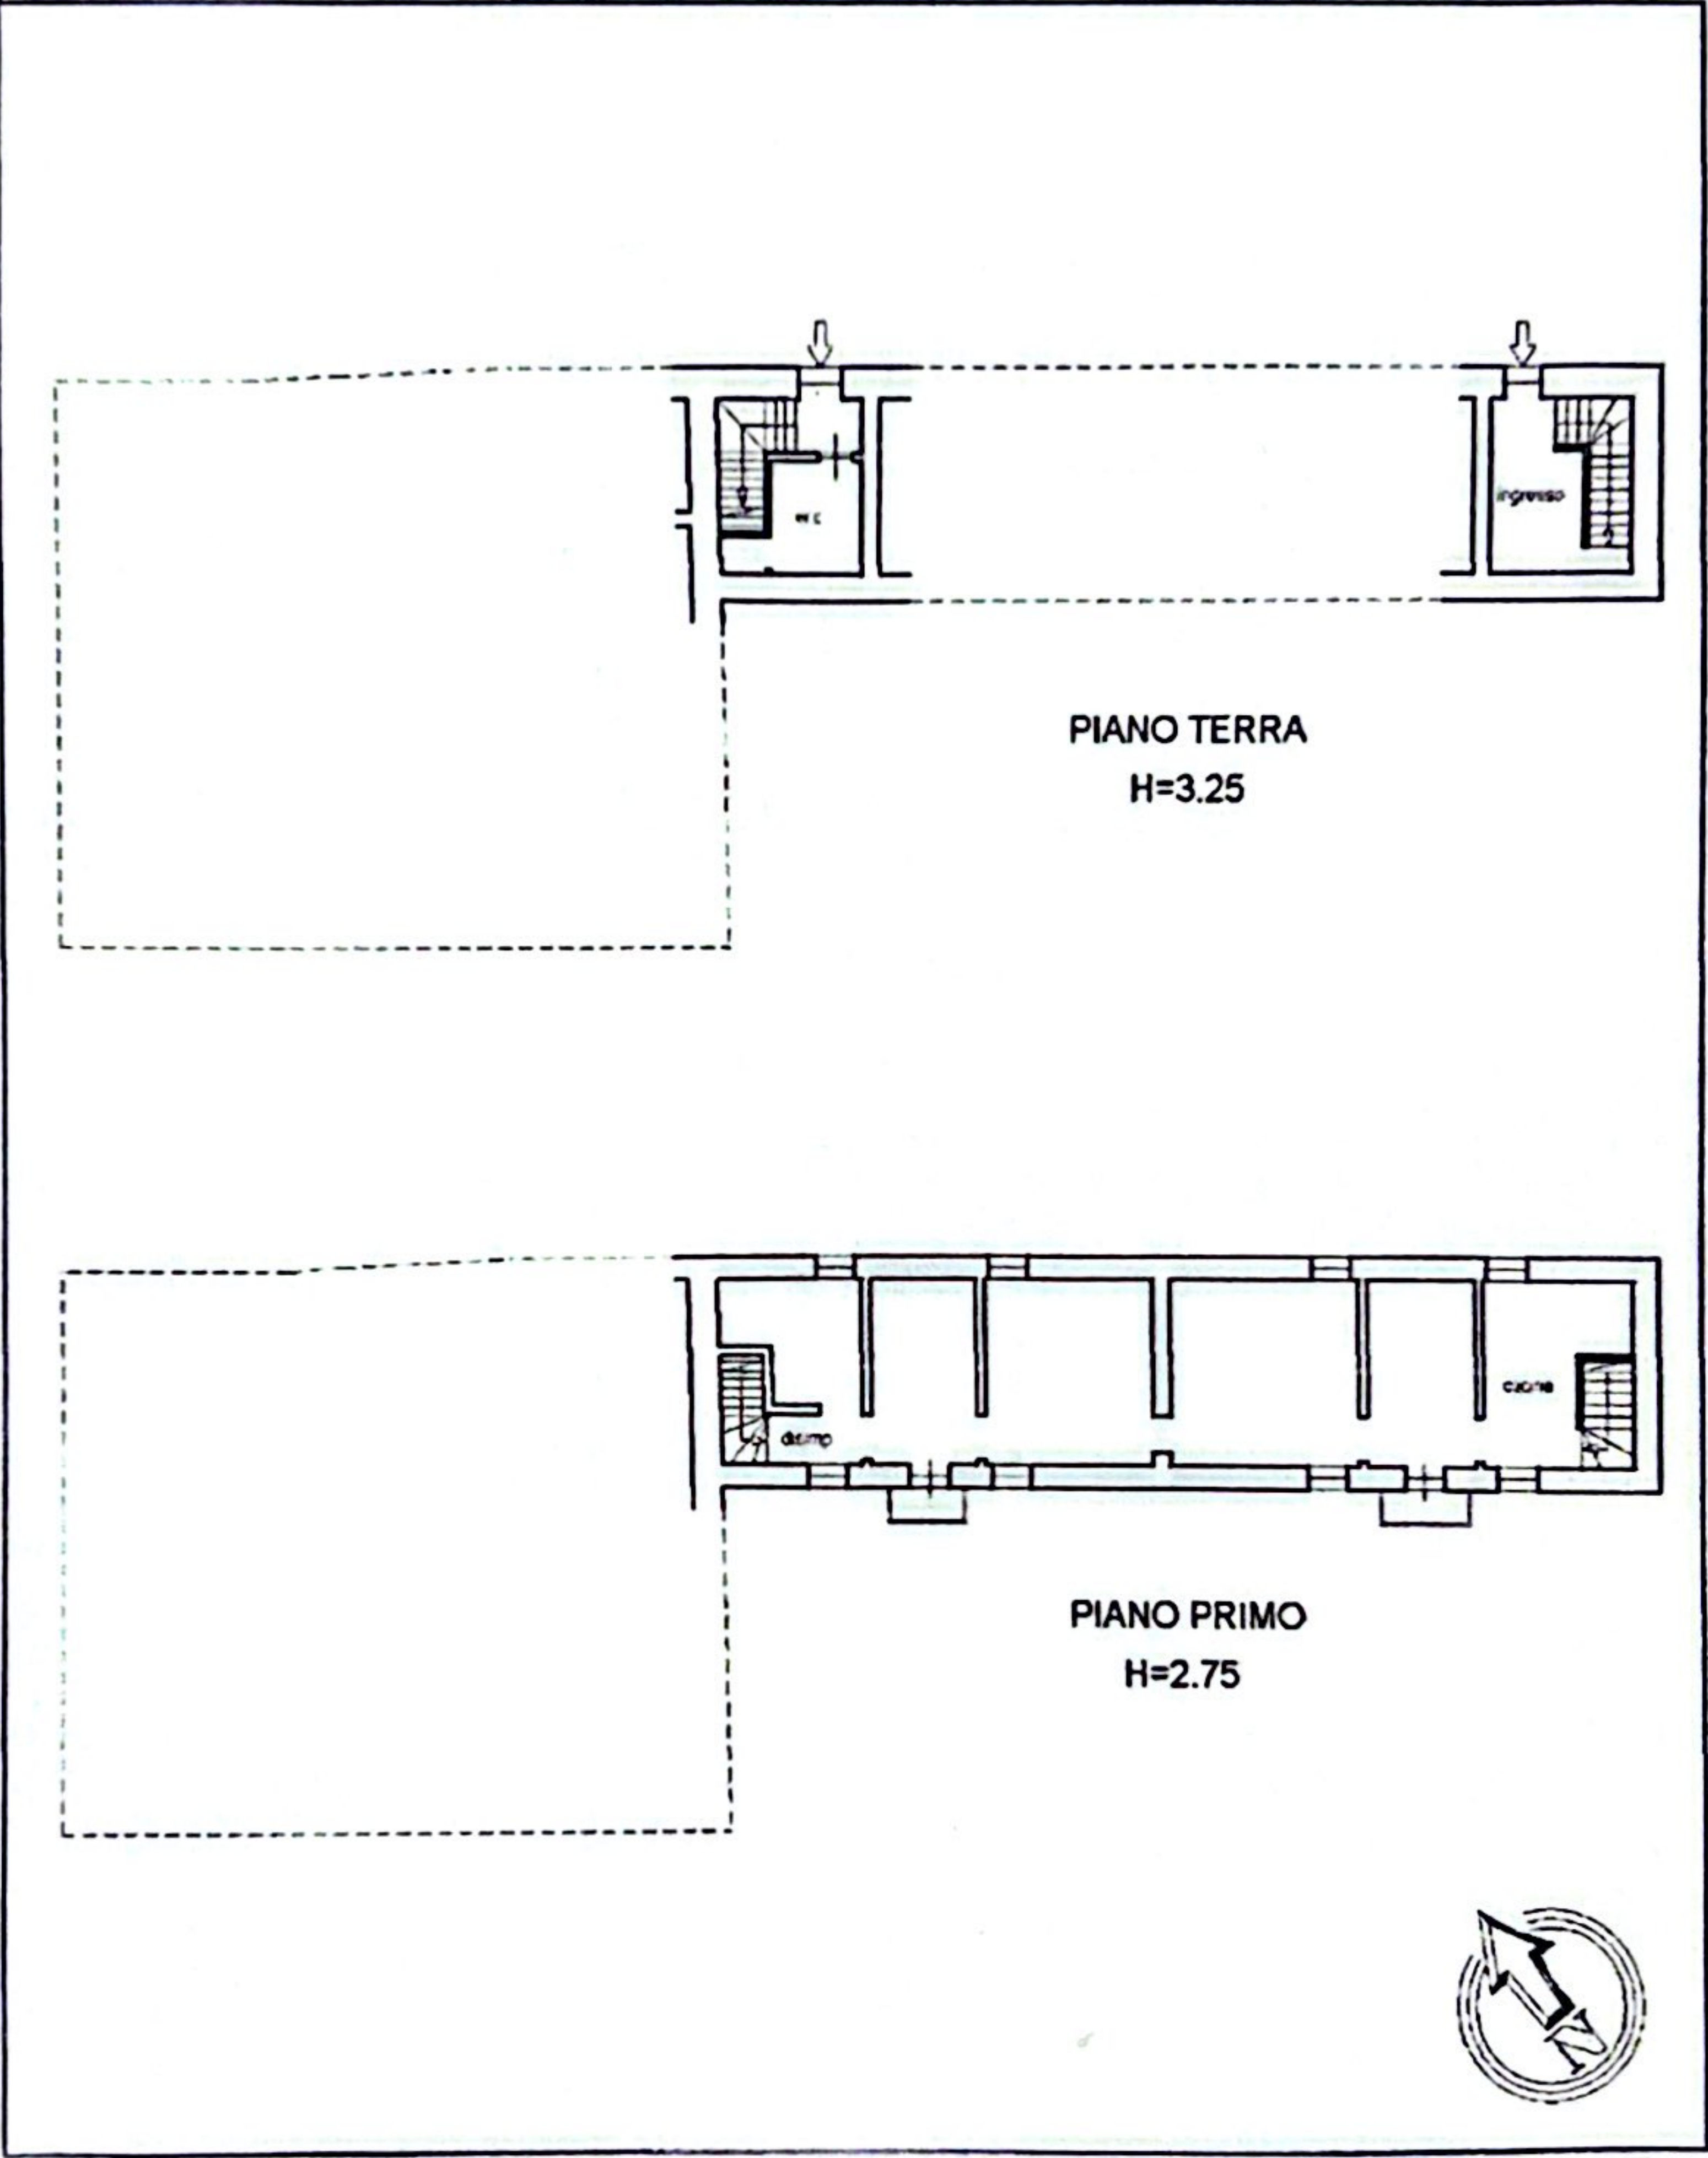 w c
ingresso
PIANO TERRA
H=3.25
cucina
disimp
PIANO PRIMO
H=2.75
N